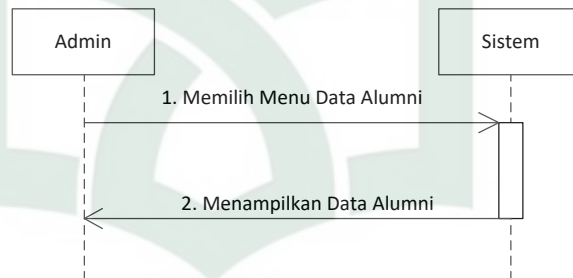 Admin
Sistem
1. Memilih Menu Data Alumni
2. Menampilkan Data Alumni